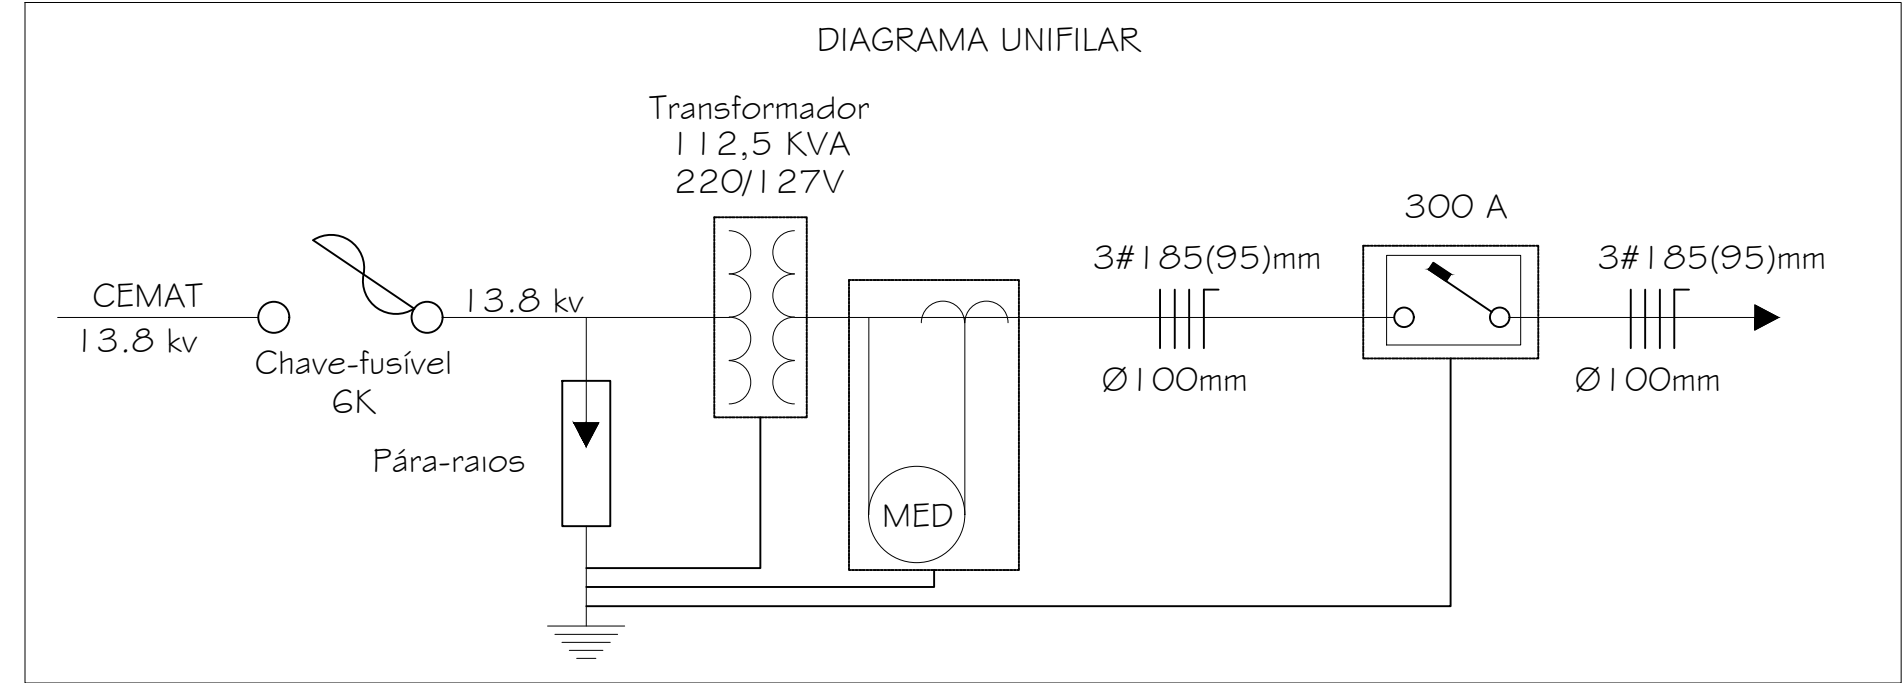 DIAGRAMA UNIFILAR
Transformador
112,5 KVA
220/127V
300 A
3#185(95)mm
3#185(95)mm
CEMAT
13.8 kv
13.8 kv
Chave-fusível
6K
Ø100mm
Ø100mm
Pára-raios
MED